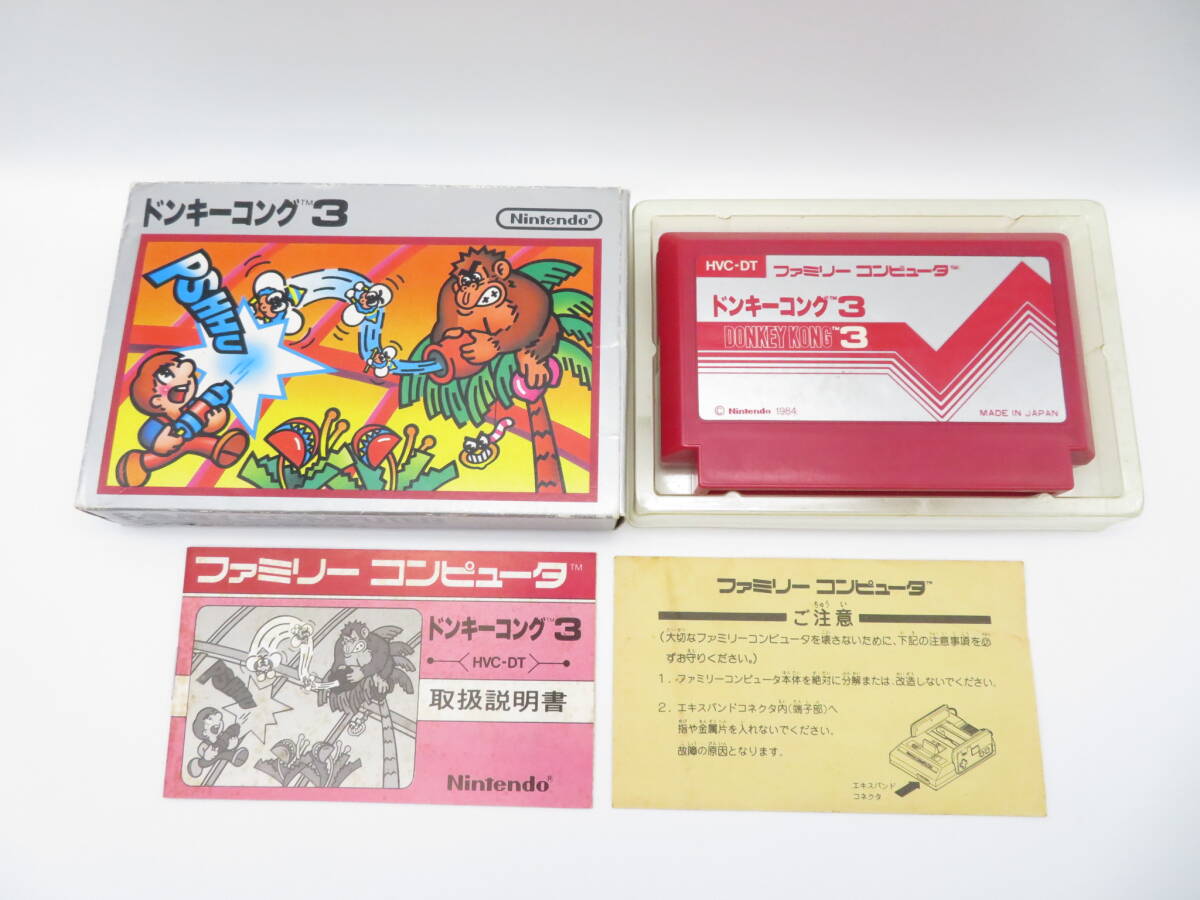 ドンキーコング™3
Nintendo®
PSHHU
HVC-DT ファミリー コンピュータ™
ドンキーコング™3
DONKEY KONG™3
© Nintendo 1984
MADE IN JAPAN
ファミリー コンピュータ™
ドンキーコング™3
HVC-DT
取扱説明書
Nintendo®
ファミリー コンピュータ™
ご注意
(大切なファミリーコンピュータを壊さないために、下記の注意事項を必
ずお守りください。)
1. ファミリーコンピュータ本体を絶対に分解または、改造しないでください。
2. エキスパンドコネクタ内(端子部)へ
指や金属片を入れないでください。
故障の原因となります。
エキスパンド
コネクタ